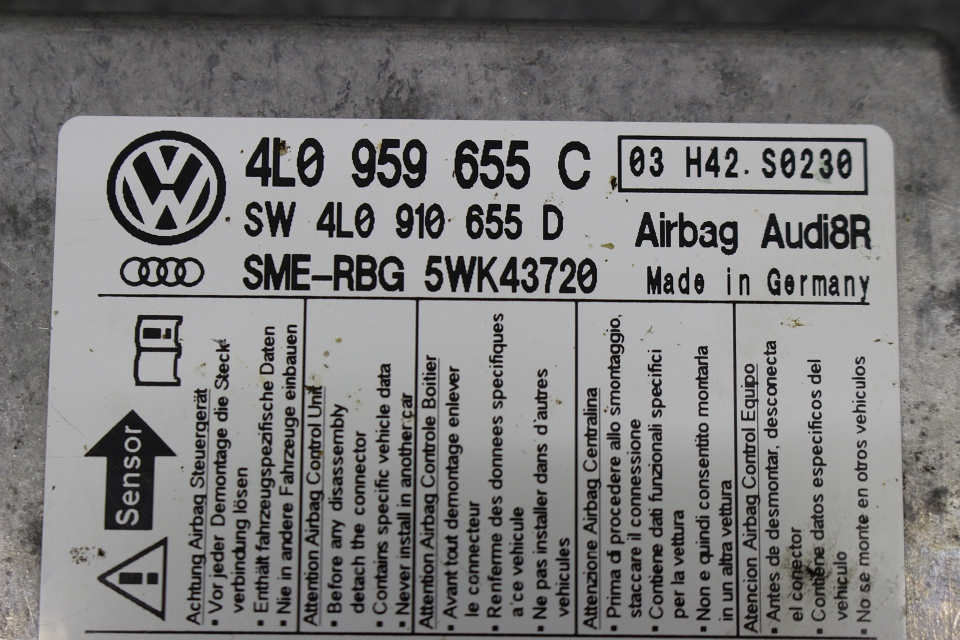 4L0 959 655 C
03 H42. S0230
SW 4L0 910 655 D
Airbag Audi8R
SME-RBG 5WK43720
Made in Germany
Sensor
Achtung Airbag Steuergerät
• Vor jeder Demontage die Steck-
verbindung lösen
• Enthält fahrzeugspezifische Daten
• Nie in andere Fahrzeuge einbauen
Attention Airbag Control Unit
• Before any disassembly
detach the connector
• Contains specific vehicle data
• Never install in another car
Attention Airbag Controle Boitier
• Avant tout demontage enlever
le connecteur
• Renferme des donnees specifiques
a ce vehicule
• Ne pas installer dans d'autres
vehicules
Attenzione Airbag Centralina
• Prima di procedere allo smontaggio,
staccare il connessione
• Contiene dati funzionali specifici
per la vettura
• Non e quindi consentito montarla
in un altra vettura
Atencion Airbag Control Equipo
• Antes de desmontar, desconecta
el conector
• Contiene datos especificos del
vehiculo
• No se monte en otros vehiculos